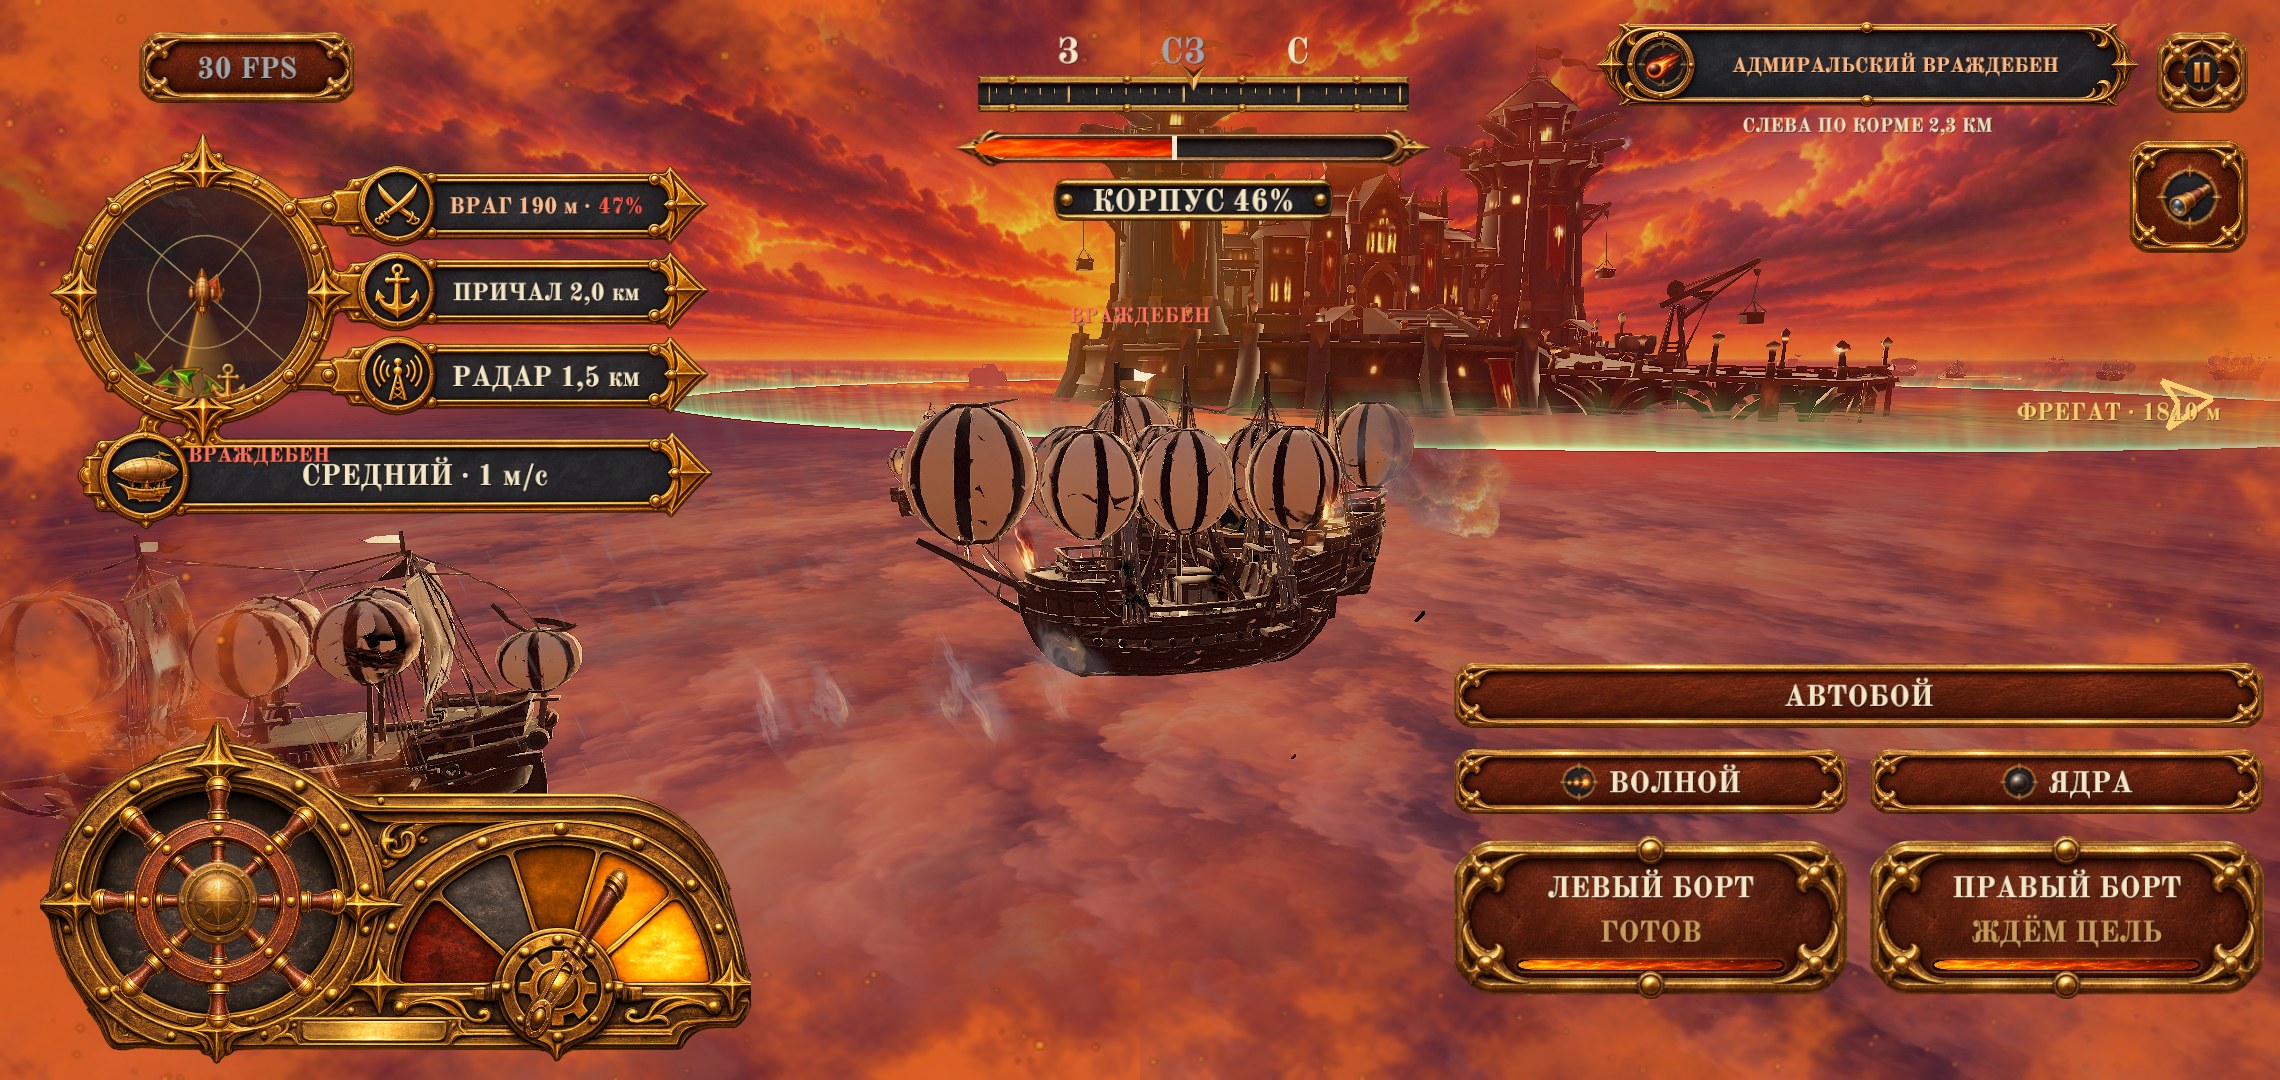 30 FPS
З СЗ С
АДМИРАЛЬСКИЙ ВРАЖДЕБЕН
СЛЕВА ПО КОРМЕ 2,3 КМ
ВРАГ 190 м · 47%
КОРПУС 46%
ПРИЧАЛ 2,0 км
ВРАЖДЕБЕН
РАДАР 1,5 км
ФРЕГАТ · 1840 м
ВРАЖДЕБЕН
СРЕДНИЙ · 1 м/с
АВТОБОЙ
ВОЛНОЙ
ЯДРА
ЛЕВЫЙ БОРТ
ГОТОВ
ПРАВЫЙ БОРТ
ЖДЁМ ЦЕЛЬ